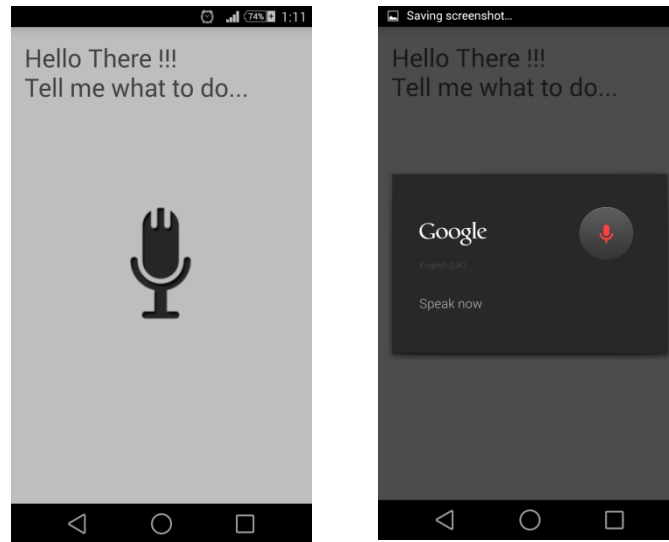 74% 1:11
Hello There !!!
Tell me what to do...
Saving screenshot...
Hello There !!!
Tell me what to do...
Google
English (UK)
Speak now